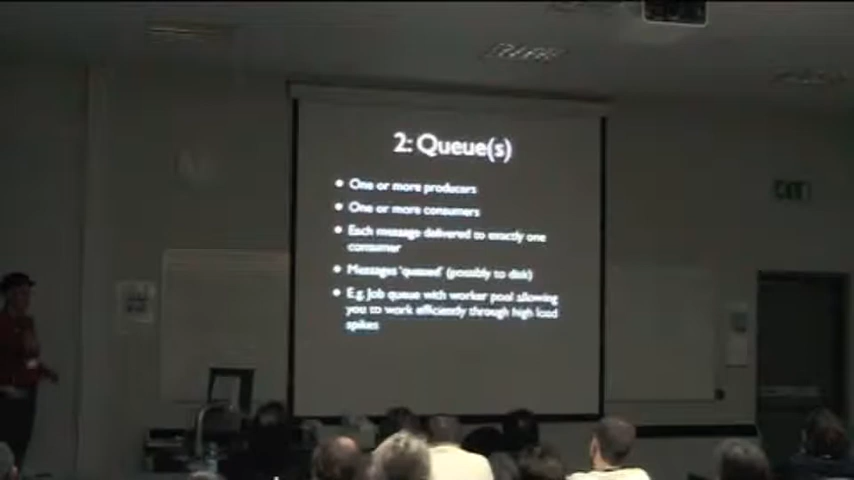 2: Queue(s)
One or more producers
One or more consumers
Each message delivered to exactly one
consumer
Messages 'queued' (possibly to disk)
E.g. Job queue with worker pool allowing
you to work efficiently through high load
spikes
EXIT